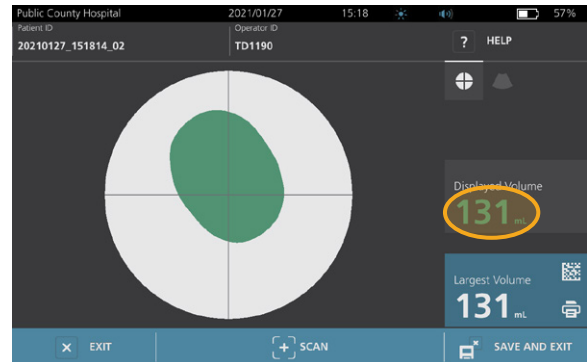 Public County Hospital 2021/01/27 15:18 57%
Patient ID Operator ID
20210127_151814_02 TD1190
? HELP
Displayed Volume
131 mL
Largest Volume
131 mL
X EXIT SCAN SAVE AND EXIT